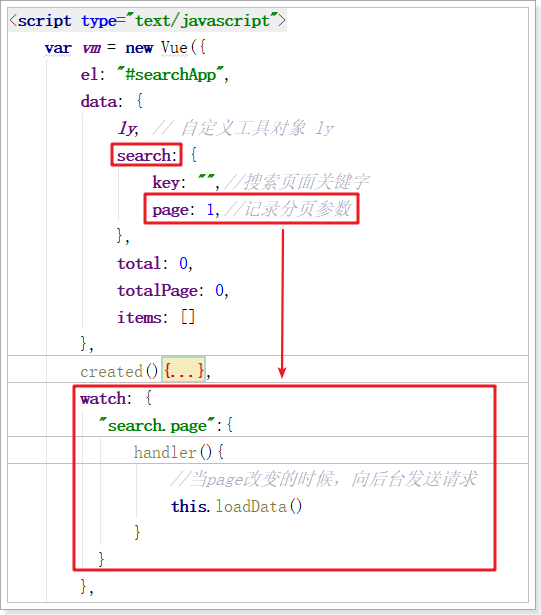 <script type="text/javascript">
var vm = new Vue({
el: "#searchApp",
data: {
ly, // 自定义工具对象 ly
search: {
key: "",//搜索页面关键字
page: 1,//记录分页参数
},
total: 0,
totalPage: 0,
items: []
},
created(){...},
watch: {
"search.page":{
handler(){
//当page改变的时候，向后台发送请求
this.loadData()
}
}
},